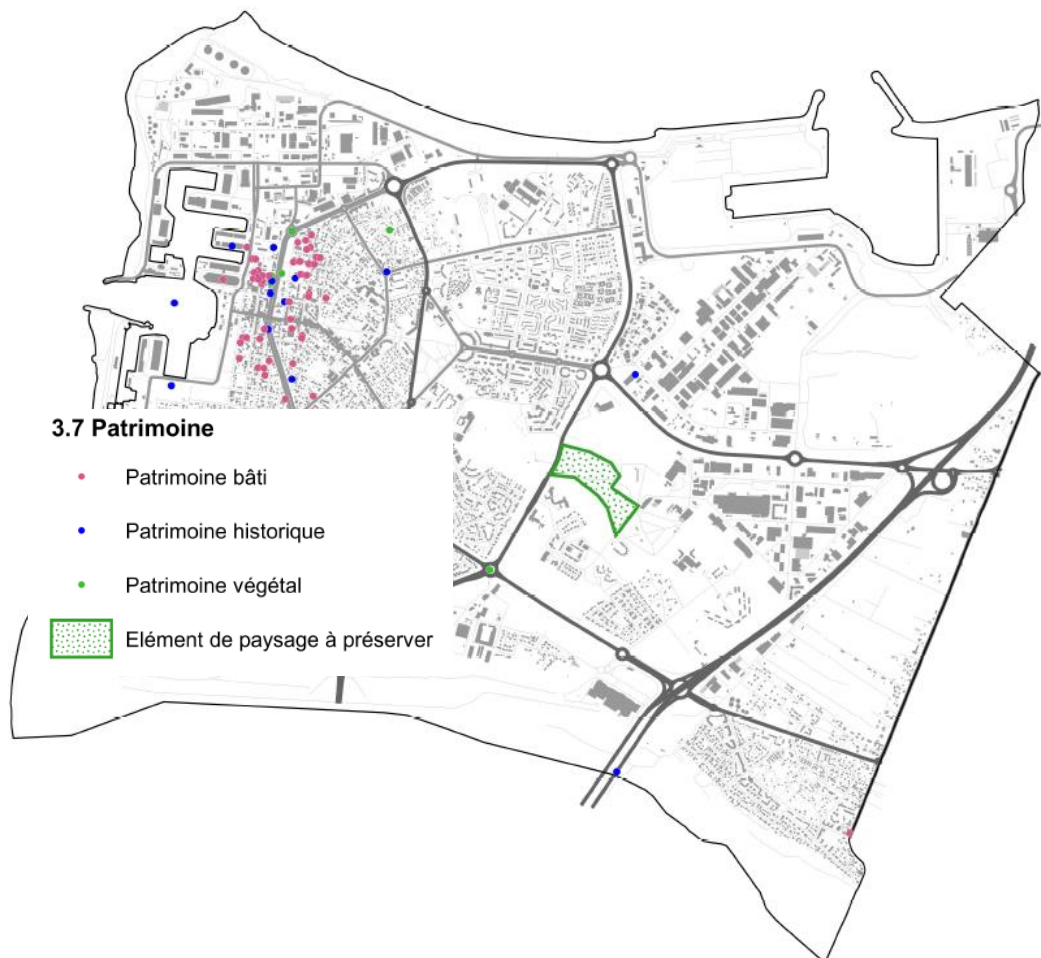 3.7 Patrimoine
Patrimoine bâti
Patrimoine historique
Patrimoine végétal
Elément de paysage à préserver